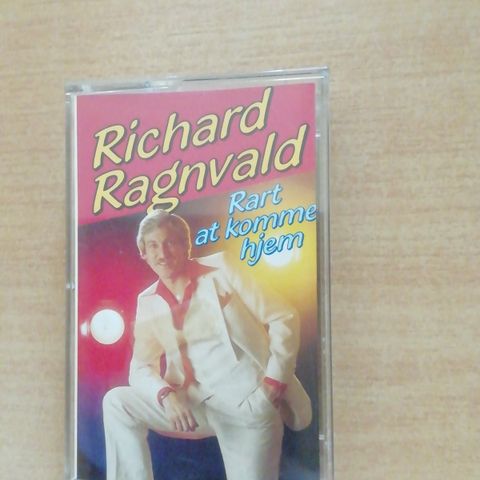 Richard
Ragnvald
Rart
at komme
hjem